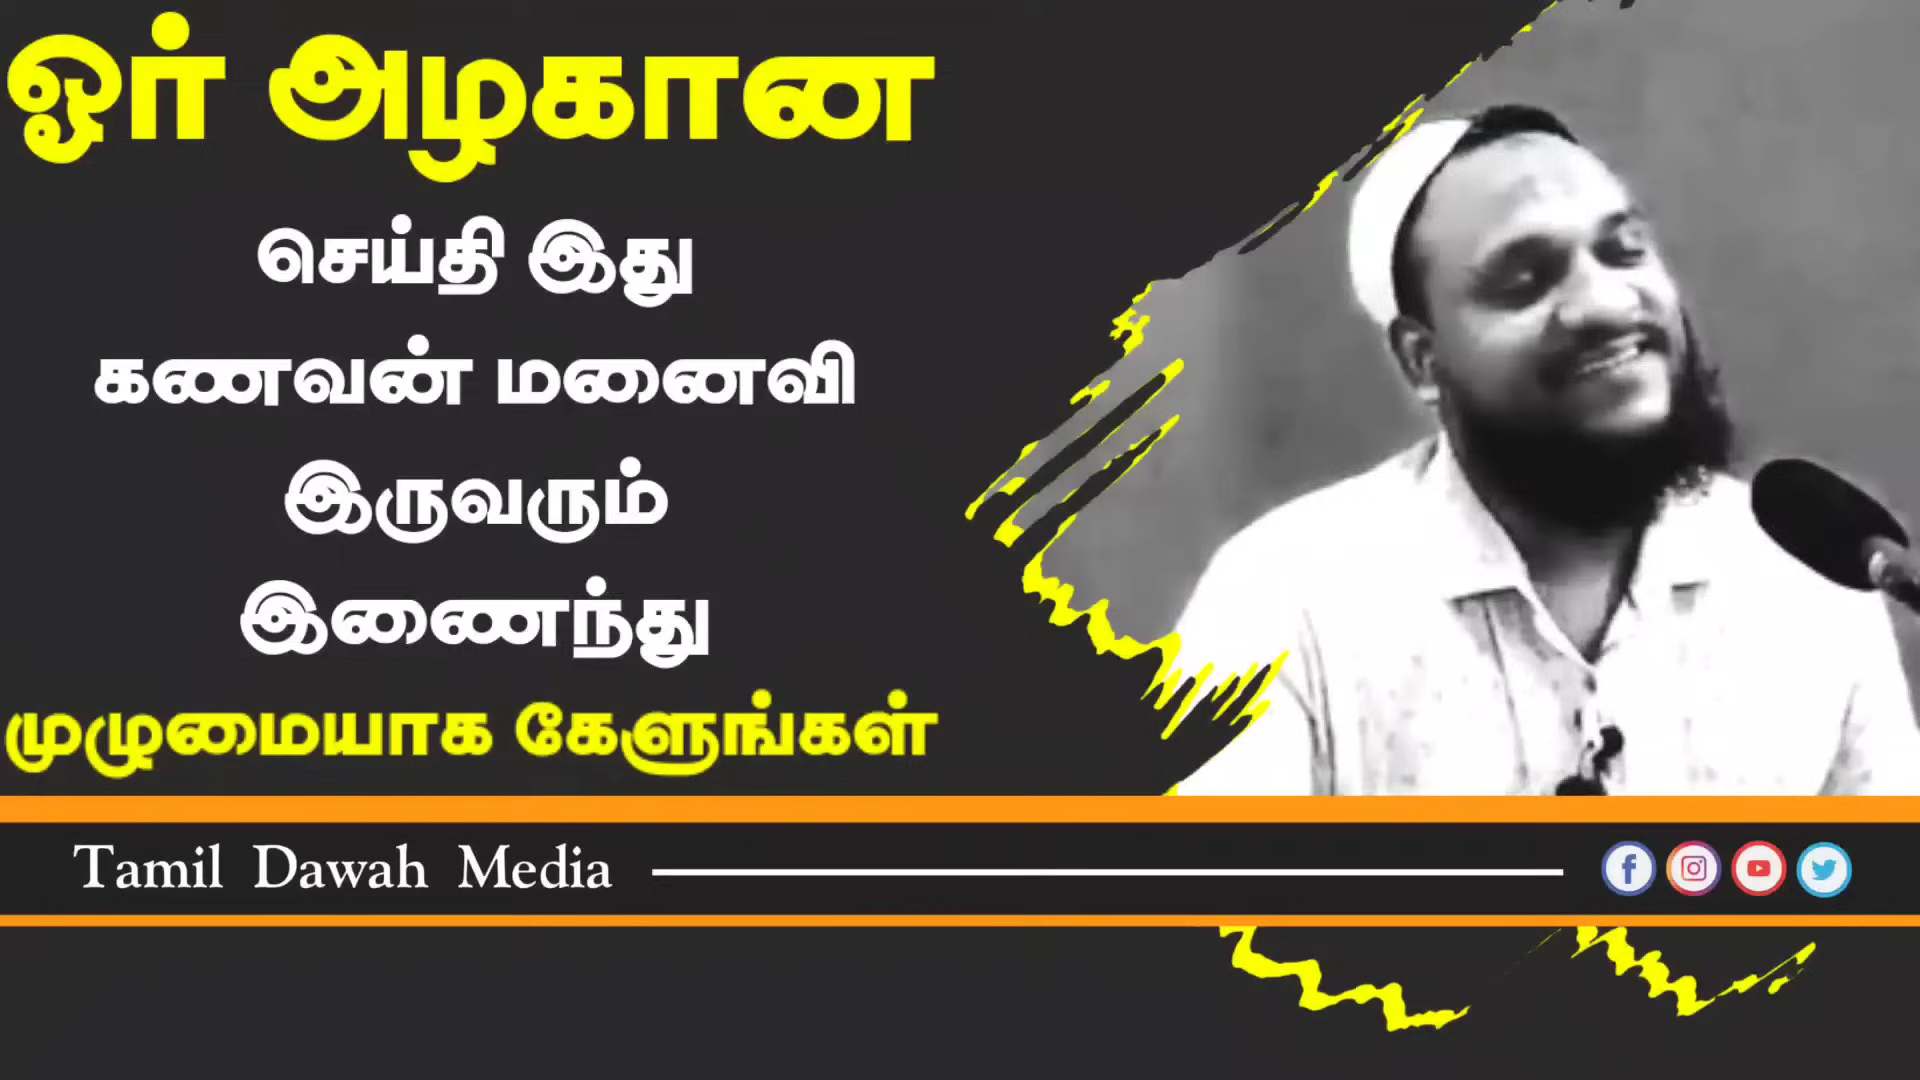 ஓர் அழகான
செய்தி இது
கணவன் மனைவி
இருவரும்
இணைந்து
முழுமையாக கேளுங்கள்
Tamil Dawah Media